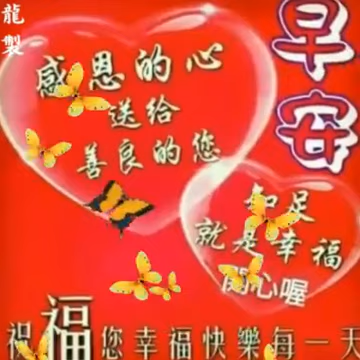 龍製
早安
感恩的心
送給
善良的您
知足
就是幸福
開心喔
祝福您幸福快樂每一天